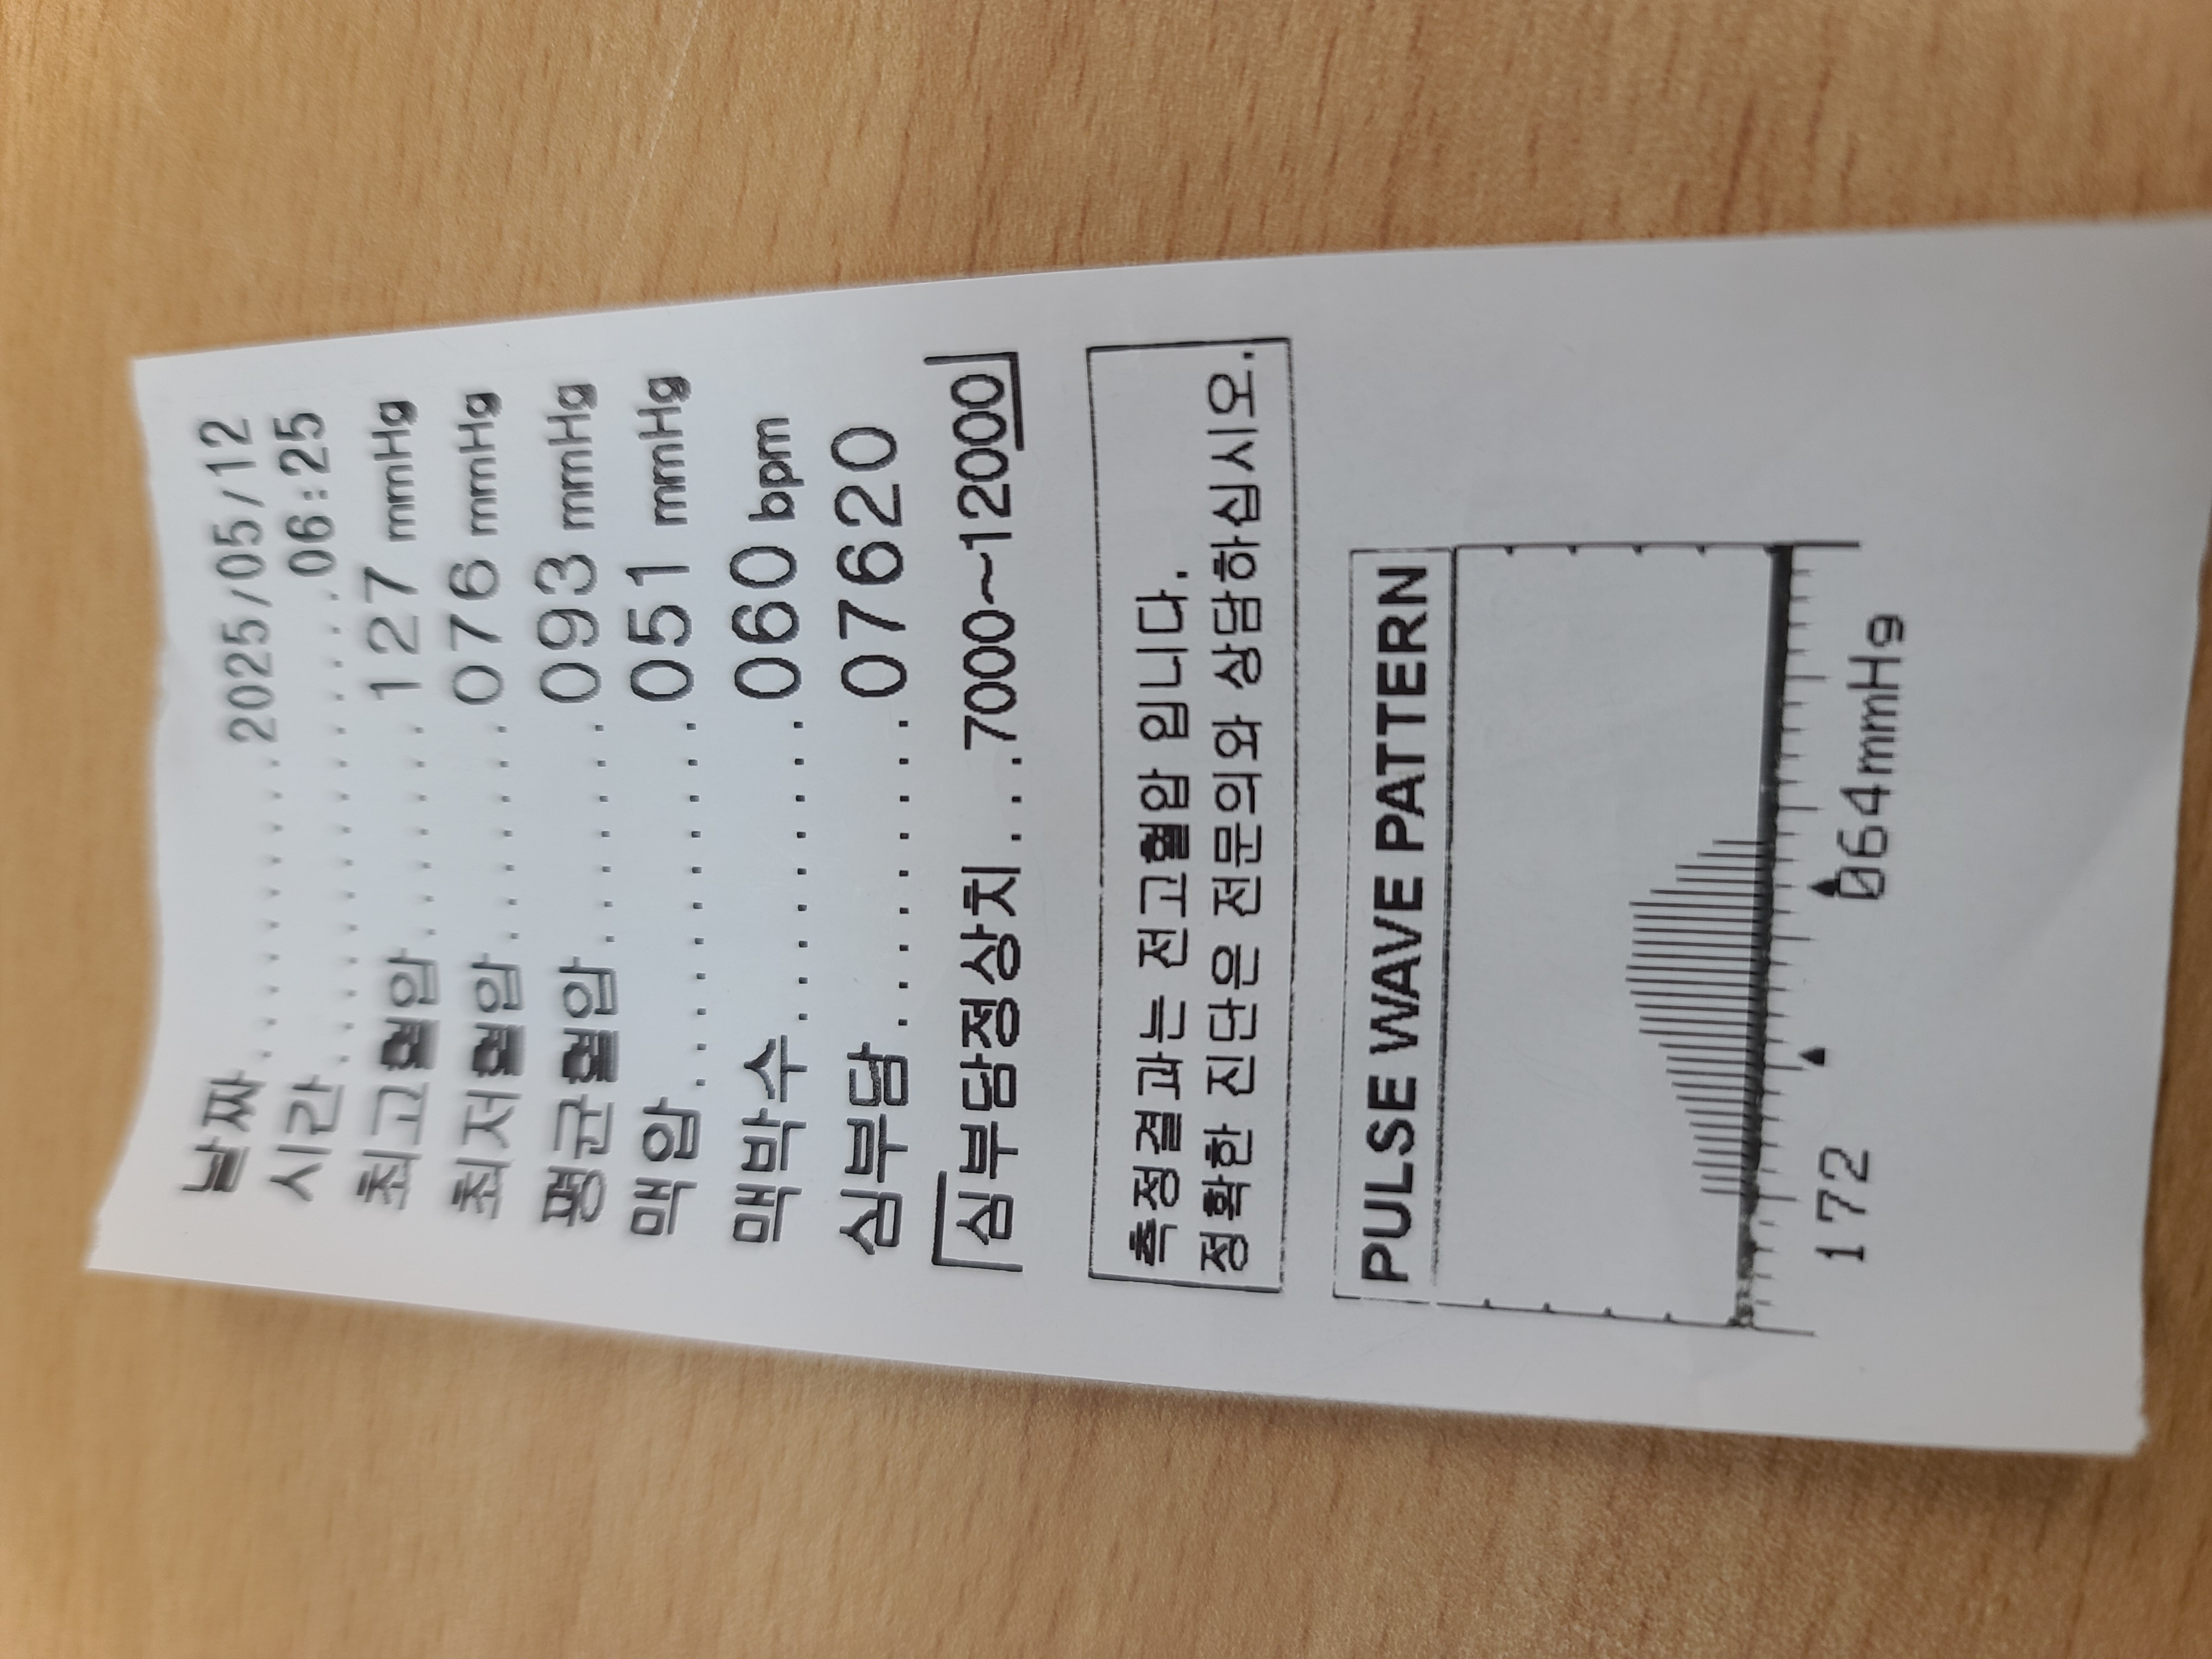 날짜..............2025/05/12
시간..................06:25
최고혈압........127 mmHg
최저혈압........076 mmHg
평균혈압........093 mmHg
맥압............051 mmHg
맥박수.........060 bpm
심부담.........07620
심부담정상치...7000~12000
측정결과는 전고혈압 입니다.
정확한 진단은 전문의와 상담하십시오.
PULSE WAVE PATTERN
172 064mmHg